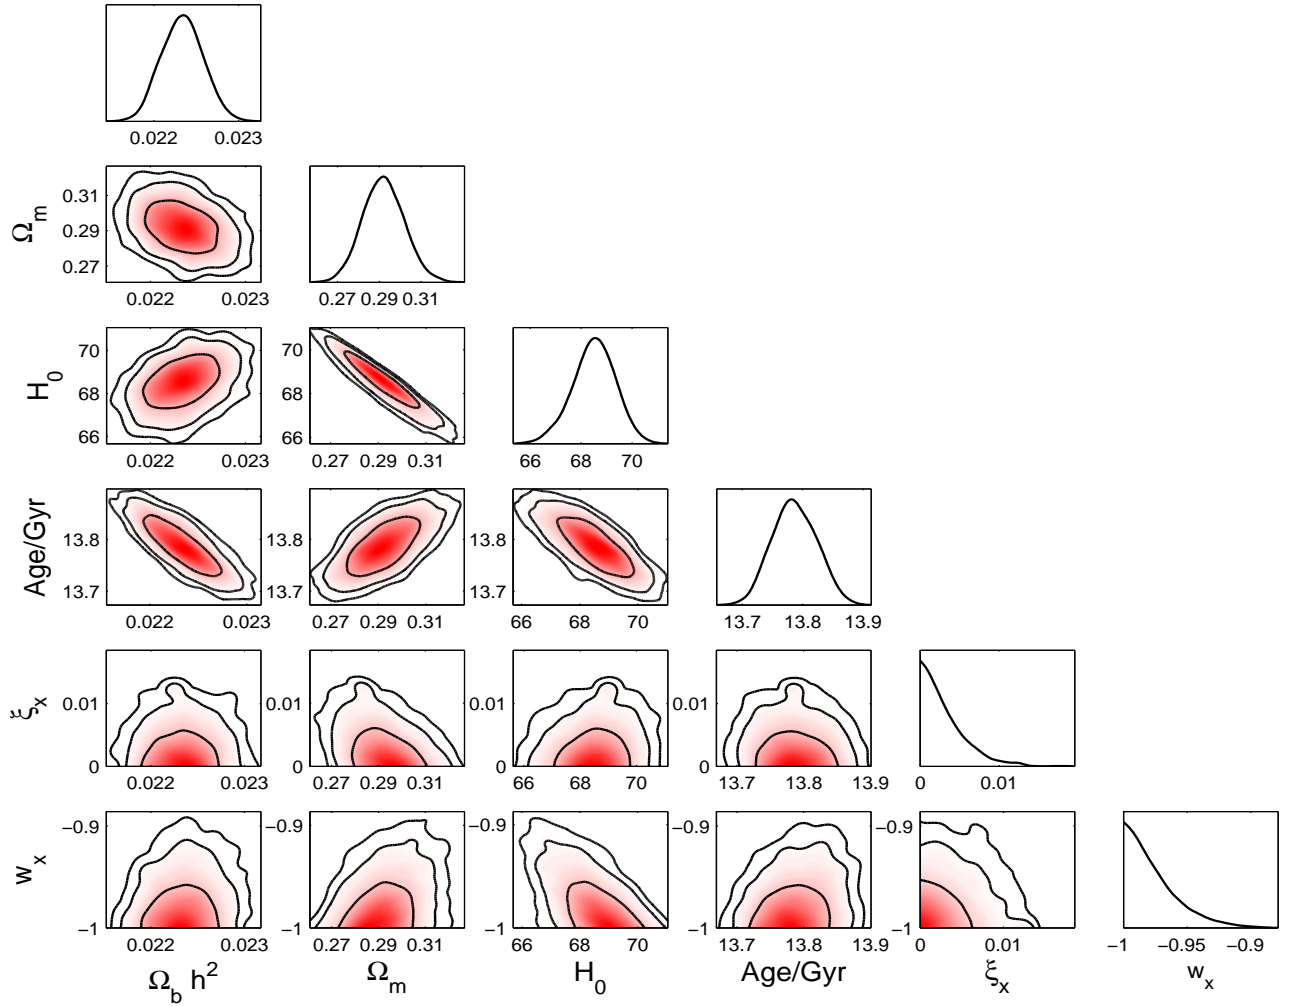 0.022 0.023
Ω_m
0.31
0.29
0.27
0.022 0.023 0.27 0.29 0.31
H_0
70 70
68 68
66 66
0.022 0.023 0.27 0.29 0.31 66 68 70
Age/Gyr
13.8 13.8 13.8
13.7 13.7 13.7
0.022 0.023 0.27 0.29 0.31 66 68 70 13.7 13.8 13.9
ξ_x
0.01 0.01 0.01 0.01
0 0 0 0
0.022 0.023 0.27 0.29 0.31 66 68 70 13.7 13.8 13.9 0 0.01
w_x
−0.9 −0.9 −0.9 −0.9 −0.9
−1 −1 −1 −1 −1
0.022 0.023 0.27 0.29 0.31 66 68 70 13.7 13.8 13.9 0 0.01 −1 −0.95 −0.9
Ω_b h² Ω_m H_0 Age/Gyr ξ_x w_x